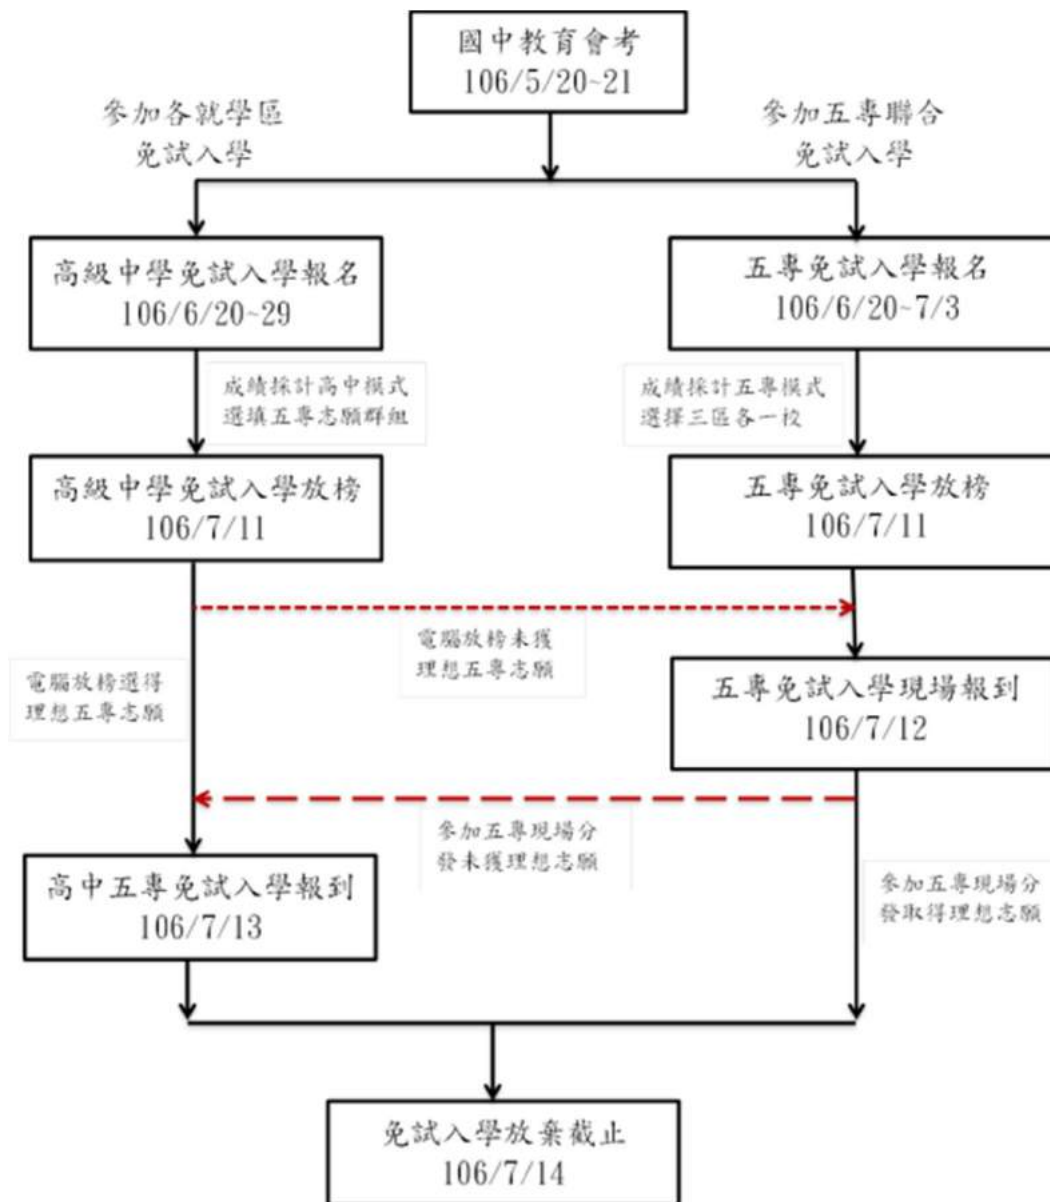 國中教育會考
106/5/20~21
參加各就學區
免試入學
參加五專聯合
免試入學
高級中學免試入學報名
106/6/20~29
五專免試入學報名
106/6/20~7/3
成績採計高中模式
選填五專志願群組
成績採計五專模式
選擇三區各一校
高級中學免試入學放榜
106/7/11
五專免試入學放榜
106/7/11
電腦放榜未獲
理想五專志願
電腦放榜選得
理想五專志願
五專免試入學現場報到
106/7/12
參加五專現場分
發未獲理想志願
高中五專免試入學報到
106/7/13
參加五專現場分
發取得理想志願
免試入學放棄截止
106/7/14